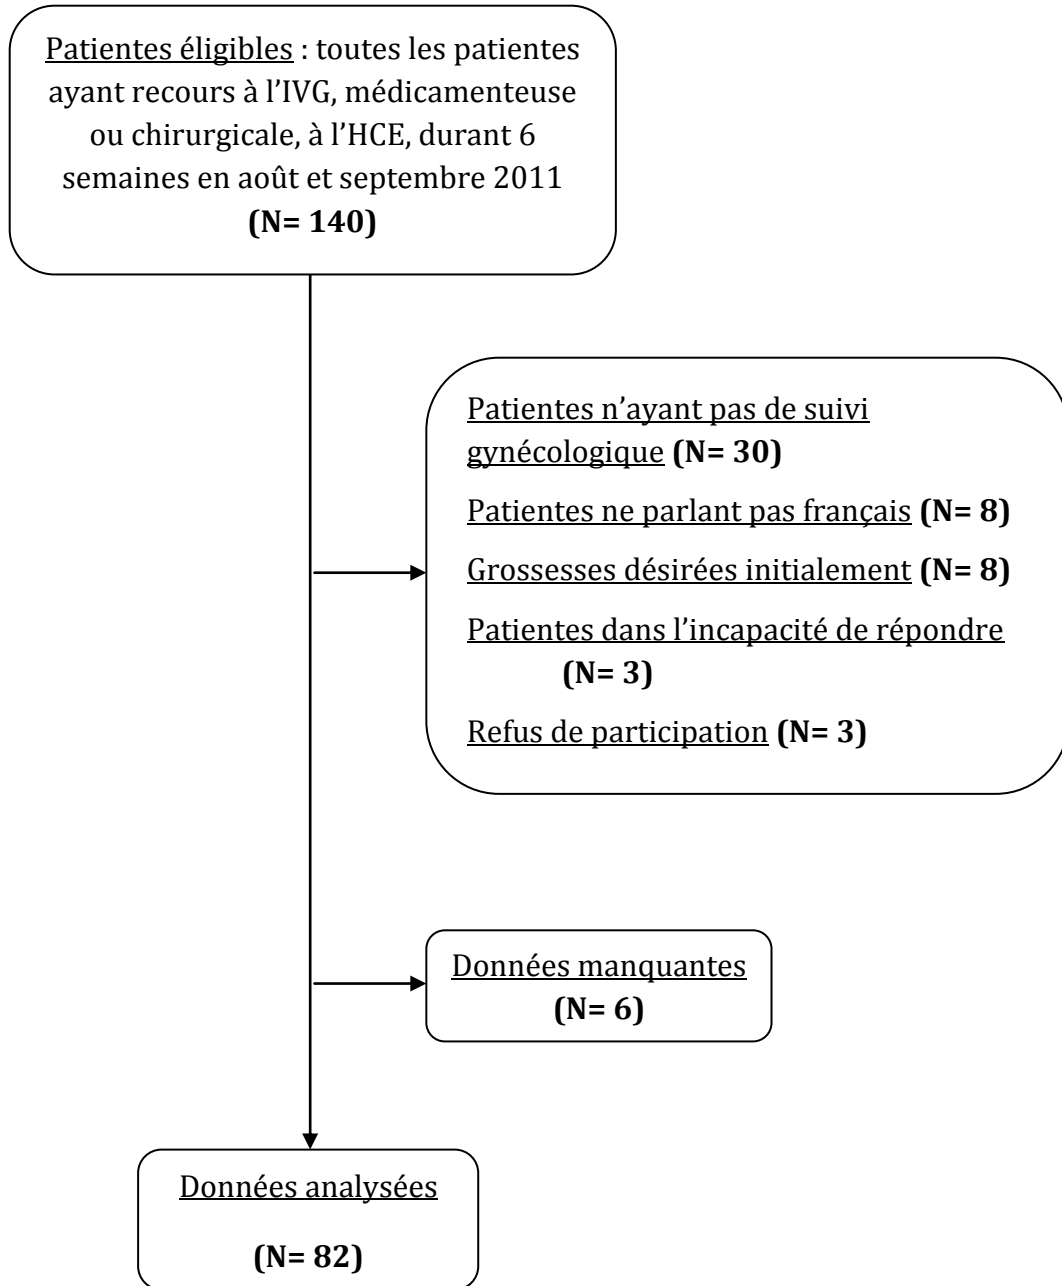 Patientes éligibles : toutes les patientes
ayant recours à l’IVG, médicamenteuse
ou chirurgicale, à l’HCE, durant 6
semaines en août et septembre 2011
(N= 140)
Patientes n’ayant pas de suivi
gynécologique (N= 30)
Patientes ne parlant pas français (N= 8)
Grossesses désirées initialement (N= 8)
Patientes dans l’incapacité de répondre
(N= 3)
Refus de participation (N= 3)
Données manquantes
(N= 6)
Données analysées
(N= 82)